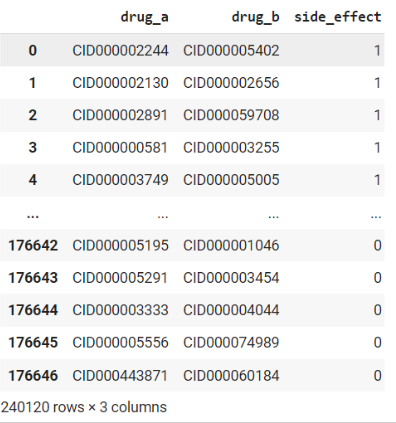 drug_a drug_b side_effect
0 CID000002244 CID000005402 1
1 CID000002130 CID000002656 1
2 CID000002891 CID000059708 1
3 CID000000581 CID000003255 1
4 CID000003749 CID000005005 1
... ... ... ...
176642 CID000005195 CID000001046 0
176643 CID000005291 CID000003454 0
176644 CID000003333 CID000004044 0
176645 CID000005556 CID000074989 0
176646 CID000443871 CID000060184 0
240120 rows × 3 columns